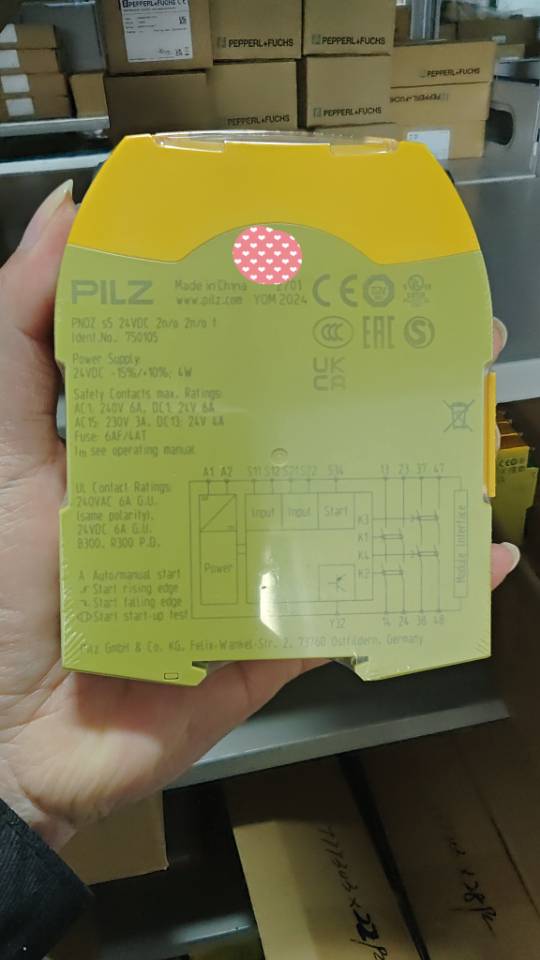 PEPPERL+FUCHS
PEPPERL+FUCHS
PEPPERL+FUCHS
PEPPERL+FUCHS
PEPPERL+FUCHS
PEPPERL+FUCHS
PILZ
Made in China 2701
www.pilz.com YOM 2024
CE
EAC
UK
CA
PNOZ s5 24VDC 2n/o 2n/o t
Ident.No.: 750105
Power Supply:
24VDC -15%/+10%; 4W
Safety Contacts max. Ratings:
AC1: 240V 6A, DC1: 24V 6A
AC15: 230V 3A, DC13: 24V 4A
Fuse: 6AF/4AT
see operating manual
UL Contact Ratings:
240VAC 6A G.U.
(same polarity),
24VDC 6A G.U.
B300, R300 P.D.
A Auto/manual start
Start rising edge
Start falling edge
Start start-up test
A1 A2 S11 S12 S21 S22 S34 13 23 37 47
Input Input Start
Power
K3
K1
K4
K2
Module Interface
Y32 14 24 38 48
Pilz GmbH & Co. KG, Felix-Wankel-Str. 2, 73760 Ostfildern, Germany